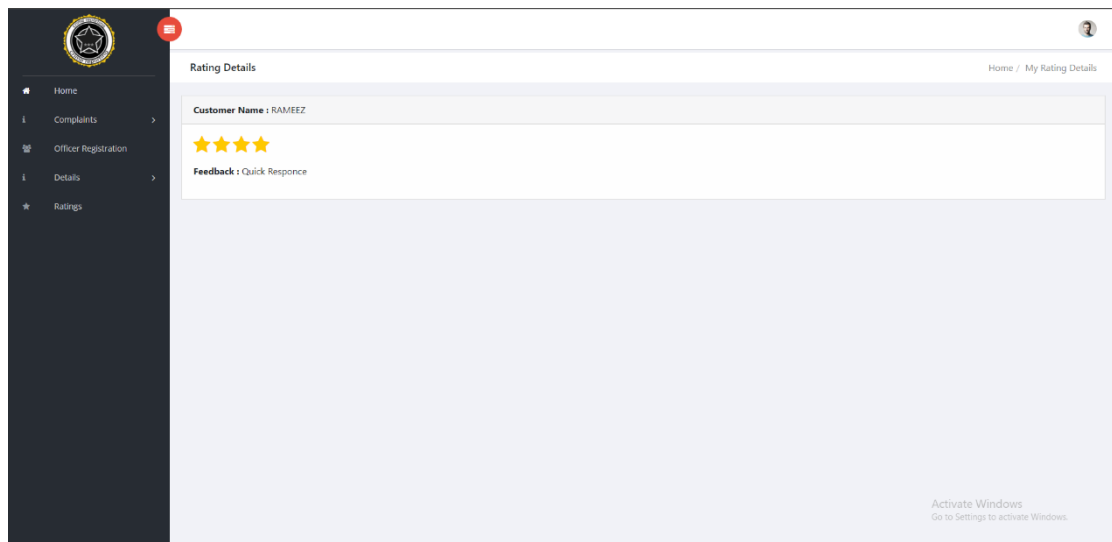 Rating Details
Home / My Rating Details
Home
Complaints
Officer Registration
Details
Ratings
Customer Name : RAMEEZ
Feedback : Quick Responce
Activate Windows
Go to Settings to activate Windows.